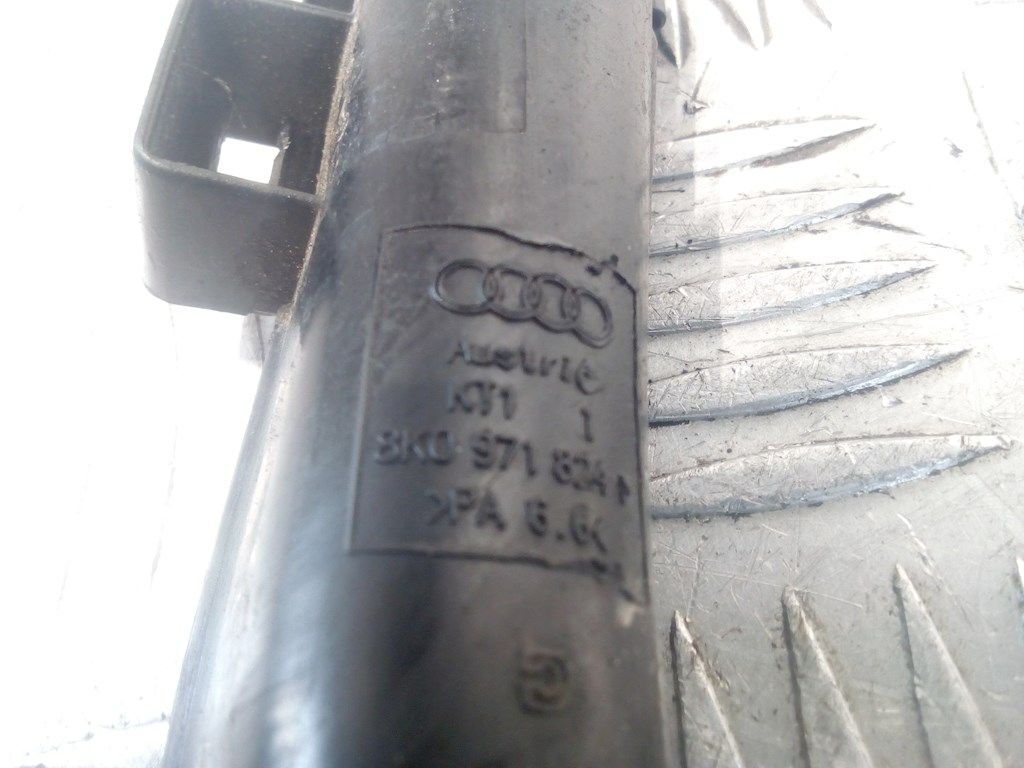 Austria
KT1 1
8K0 971 824
>PA 6.6<
G